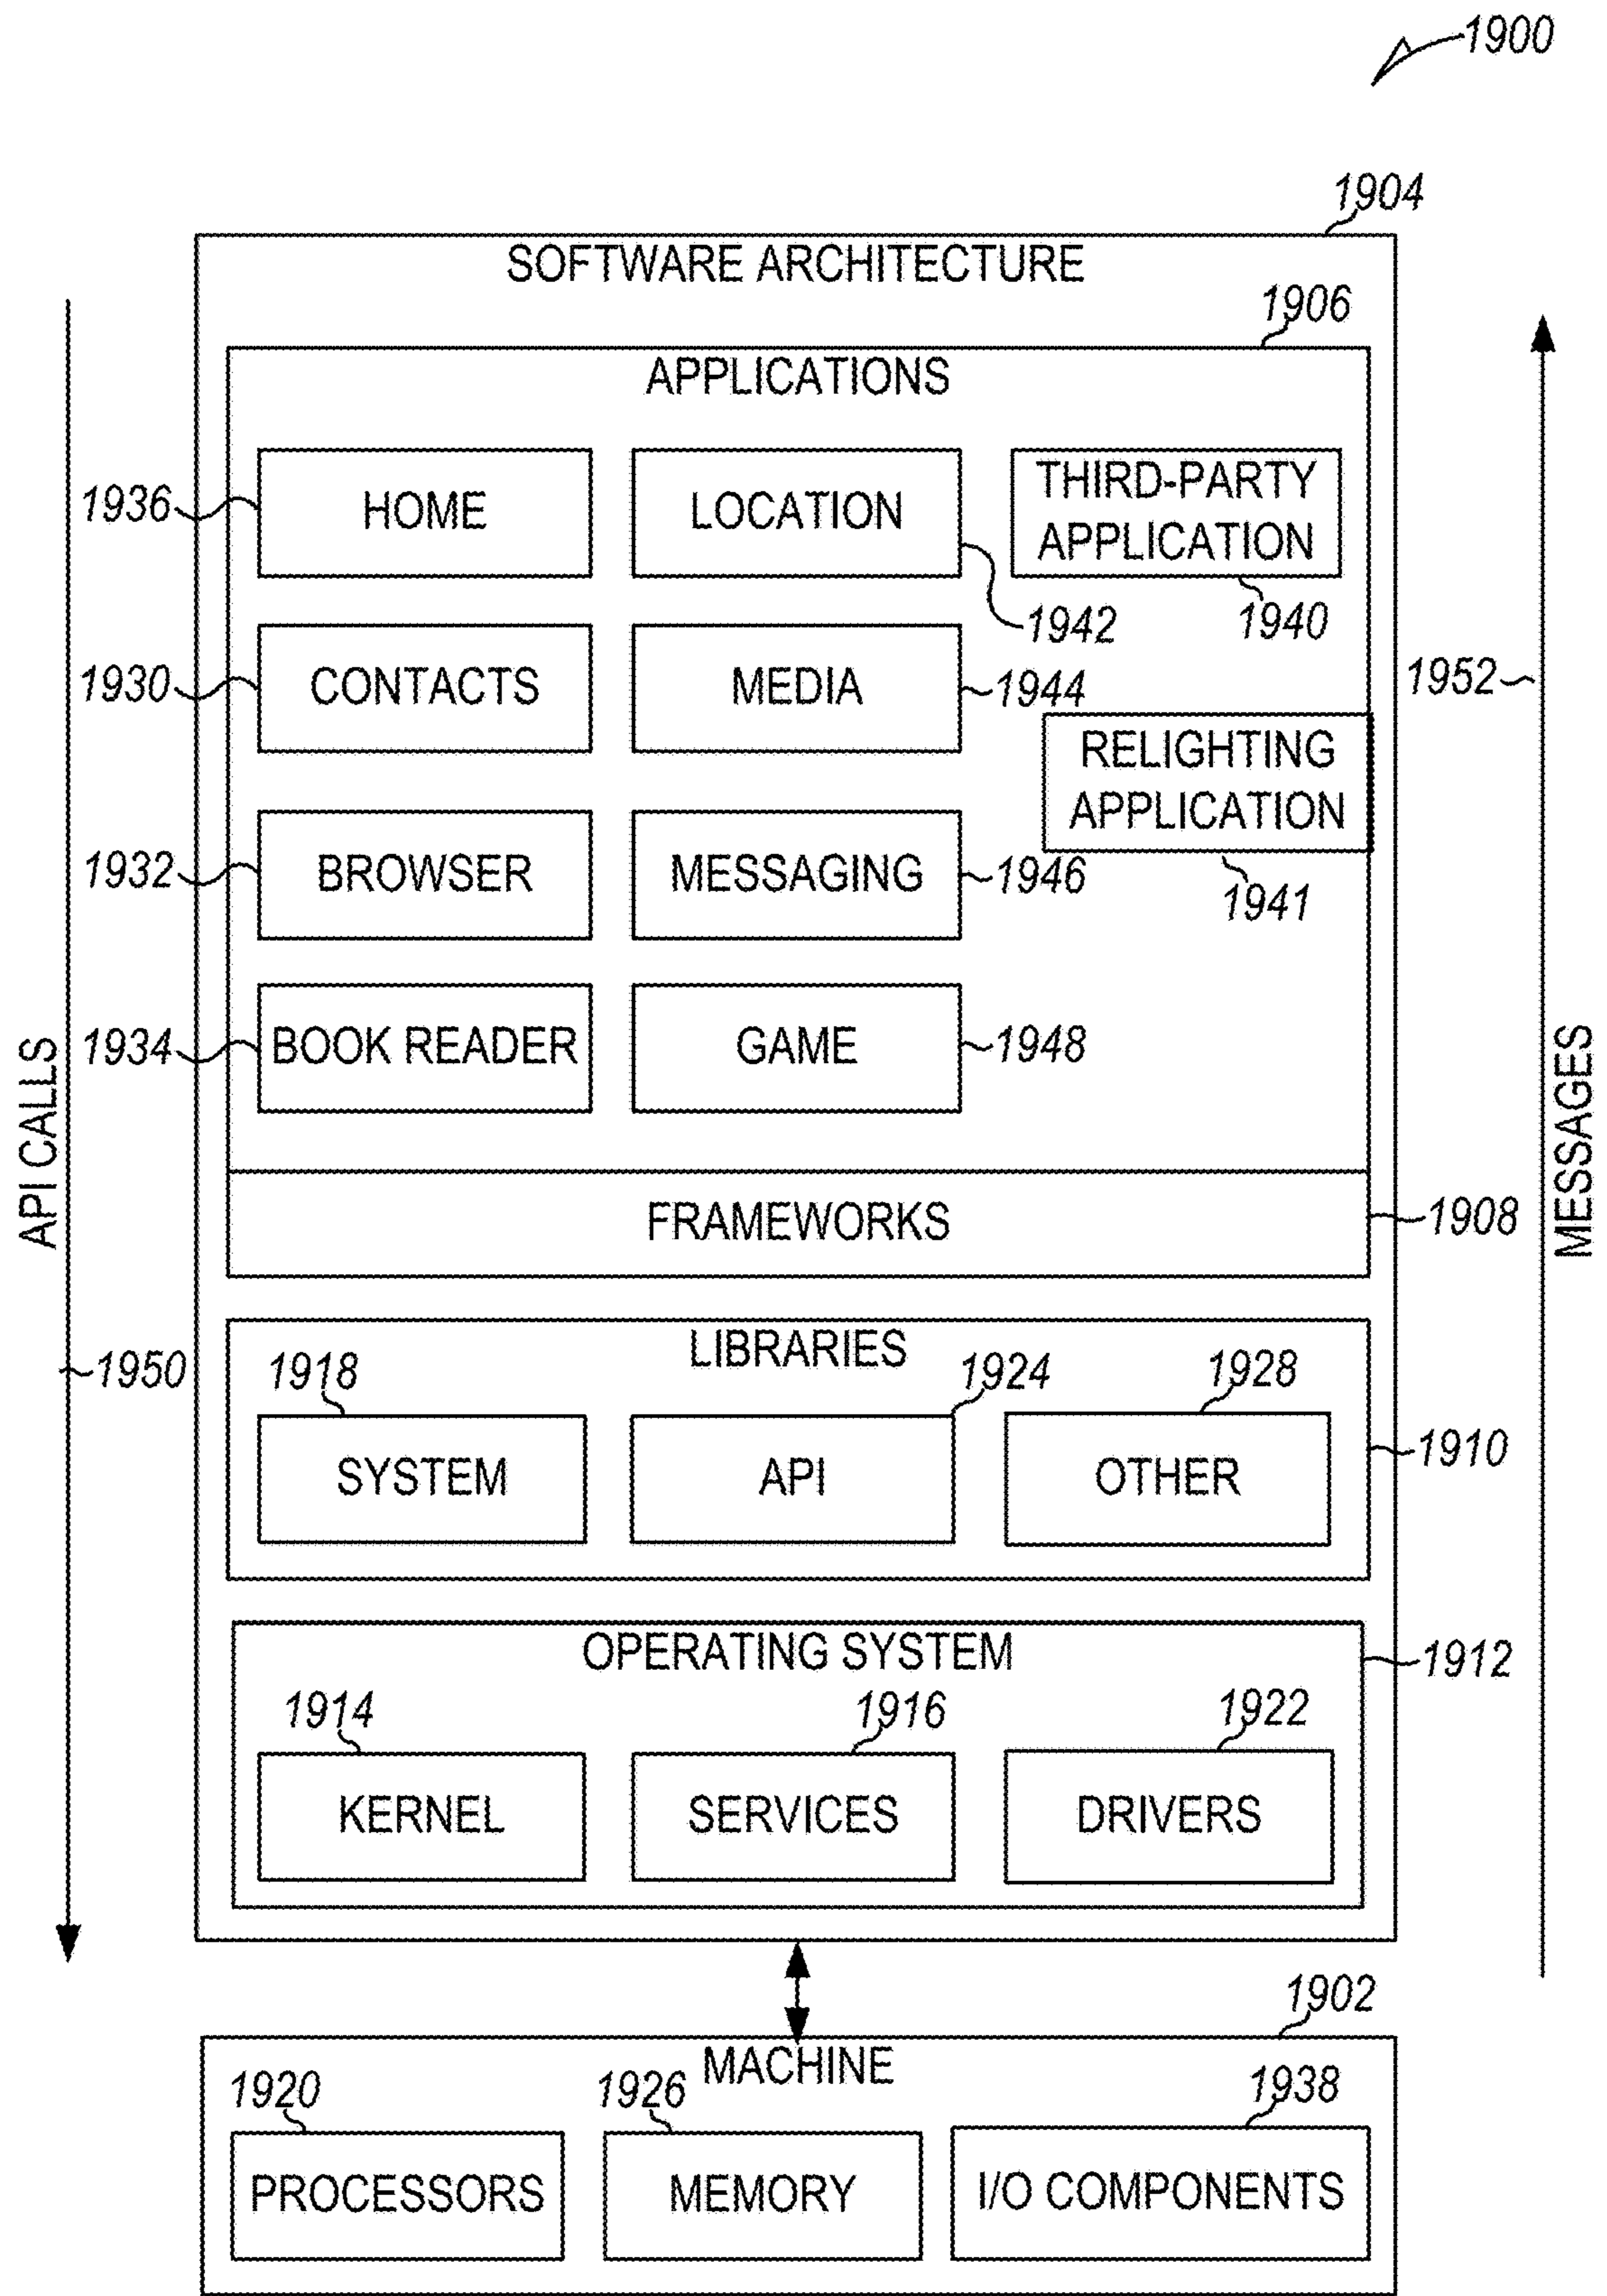 1900
1904
SOFTWARE ARCHITECTURE
1906
APPLICATIONS
1936
HOME
LOCATION
THIRD-PARTY
APPLICATION
1942
1940
1930
CONTACTS
MEDIA
1944
1952
RELIGHTING
APPLICATION
1932
BROWSER
MESSAGING
1946
1941
1934
BOOK READER
GAME
1948
API CALLS
MESSAGES
FRAMEWORKS
1908
LIBRARIES
1950
1918
1924
1928
SYSTEM
API
OTHER
1910
OPERATING SYSTEM
1912
1914
1916
1922
KERNEL
SERVICES
DRIVERS
1902
MACHINE
1920
1926
1938
PROCESSORS
MEMORY
I/O COMPONENTS